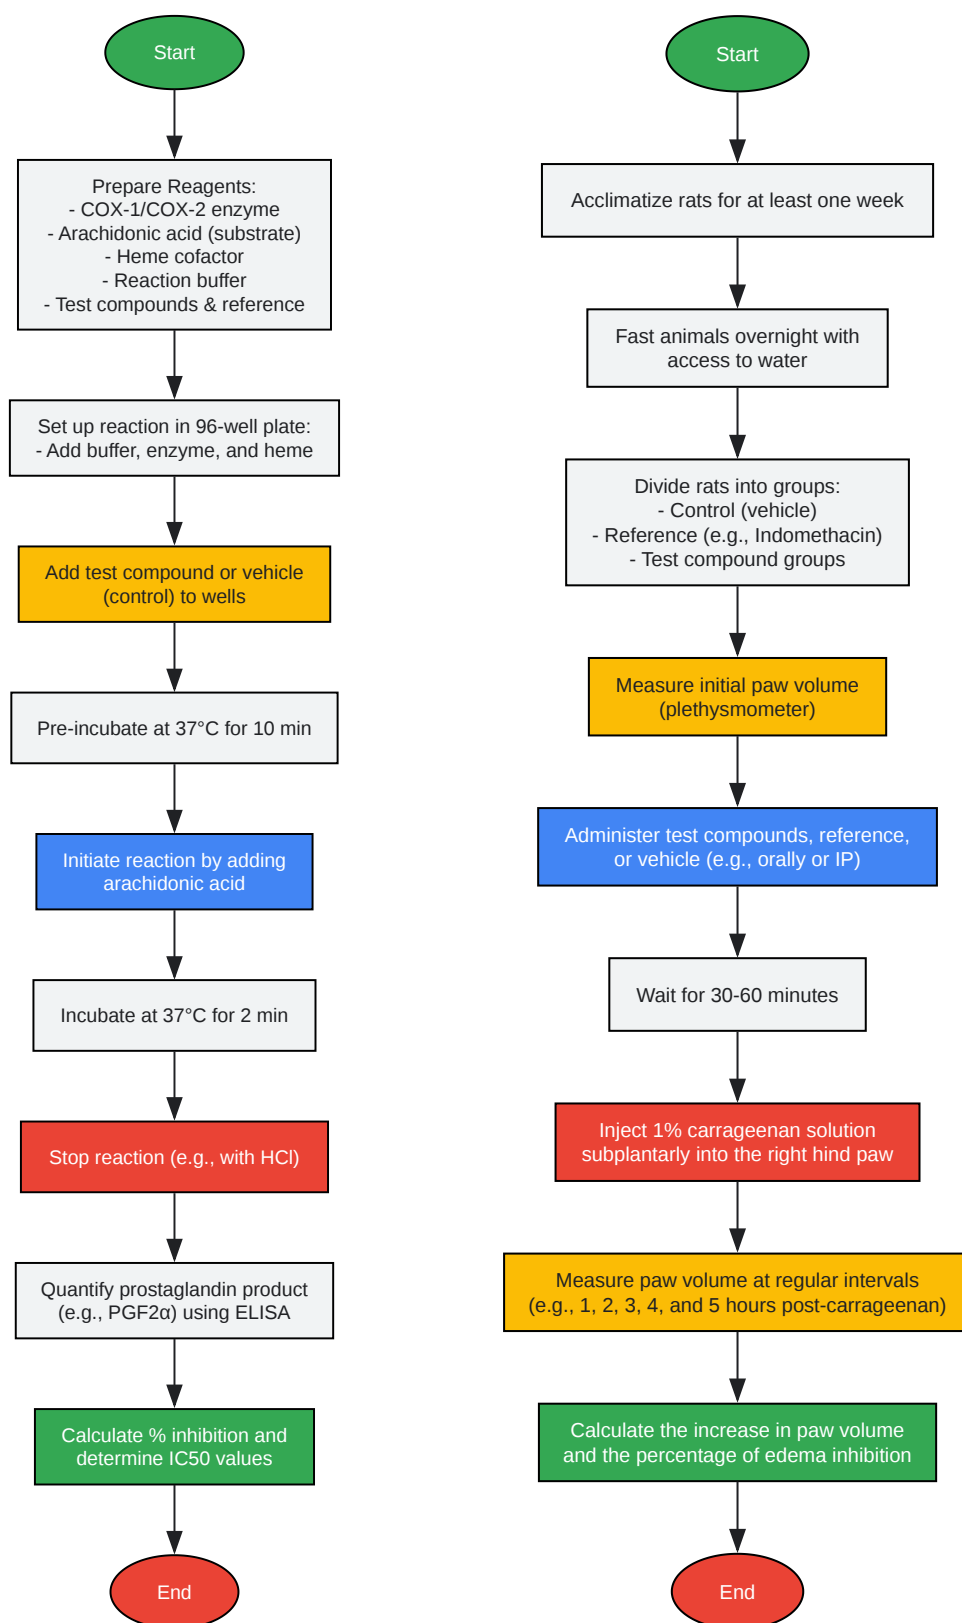 Start
Prepare Reagents:
- COX-1/COX-2 enzyme
- Arachidonic acid (substrate)
- Heme cofactor
- Reaction buffer
- Test compounds & reference
Set up reaction in 96-well plate:
- Add buffer, enzyme, and heme
Add test compound or vehicle
(control) to wells
Pre-incubate at 37°C for 10 min
Initiate reaction by adding
arachidonic acid
Incubate at 37°C for 2 min
Stop reaction (e.g., with HCl)
Quantify prostaglandin product
(e.g., PGF2α) using ELISA
Calculate % inhibition and
determine IC50 values
End
Start
Acclimatize rats for at least one week
Fast animals overnight with
access to water
Divide rats into groups:
- Control (vehicle)
- Reference (e.g., Indomethacin)
- Test compound groups
Measure initial paw volume
(plethysmometer)
Administer test compounds, reference,
or vehicle (e.g., orally or IP)
Wait for 30-60 minutes
Inject 1% carrageenan solution
subplantarly into the right hind paw
Measure paw volume at regular intervals
(e.g., 1, 2, 3, 4, and 5 hours post-carrageenan)
Calculate the increase in paw volume
and the percentage of edema inhibition
End